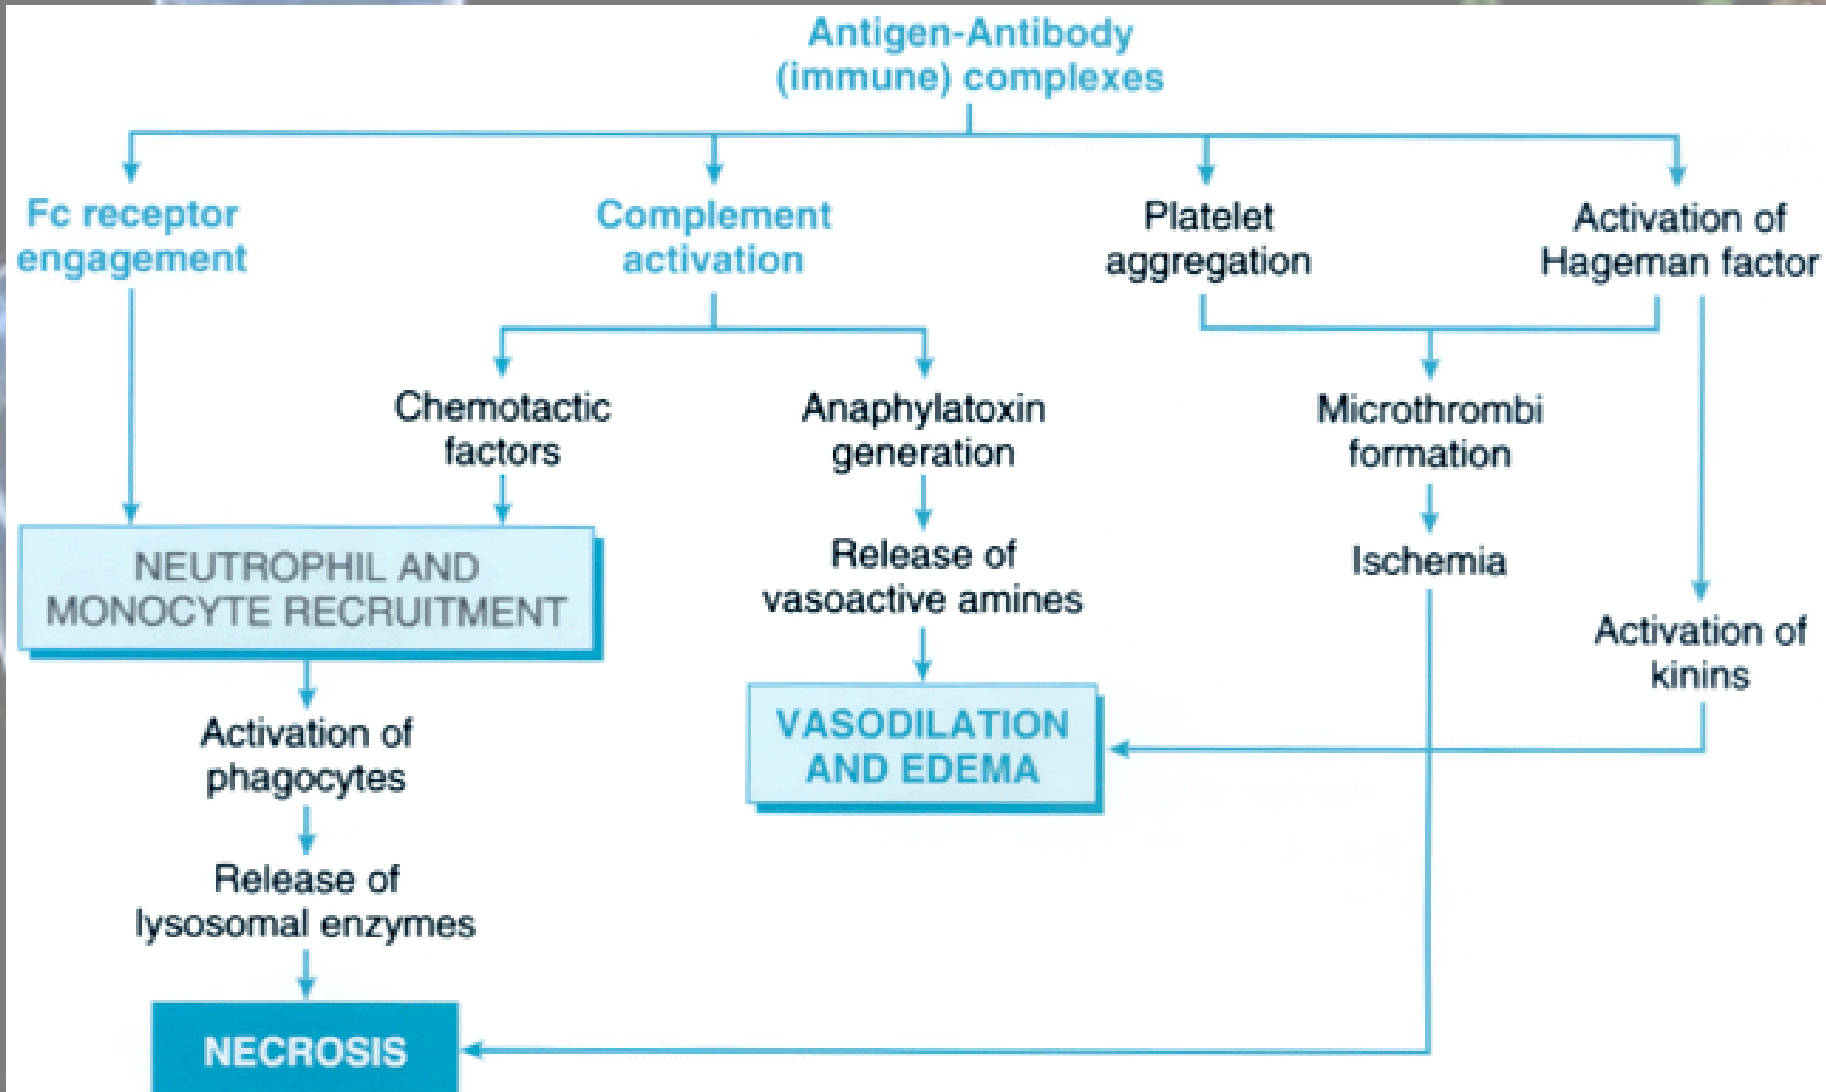 Antigen-Antibody
(immune) complexes
Fc receptor
engagement
Complement
activation
Platelet
aggregation
Activation of
Hageman factor
Chemotactic
factors
Anaphylatoxin
generation
Microthrombi
formation
NEUTROPHIL AND
MONOCYTE RECRUITMENT
Release of
vasoactive amines
Ischemia
Activation of
kinins
Activation of
phagocytes
VASODILATION
AND EDEMA
Release of
lysosomal enzymes
NECROSIS